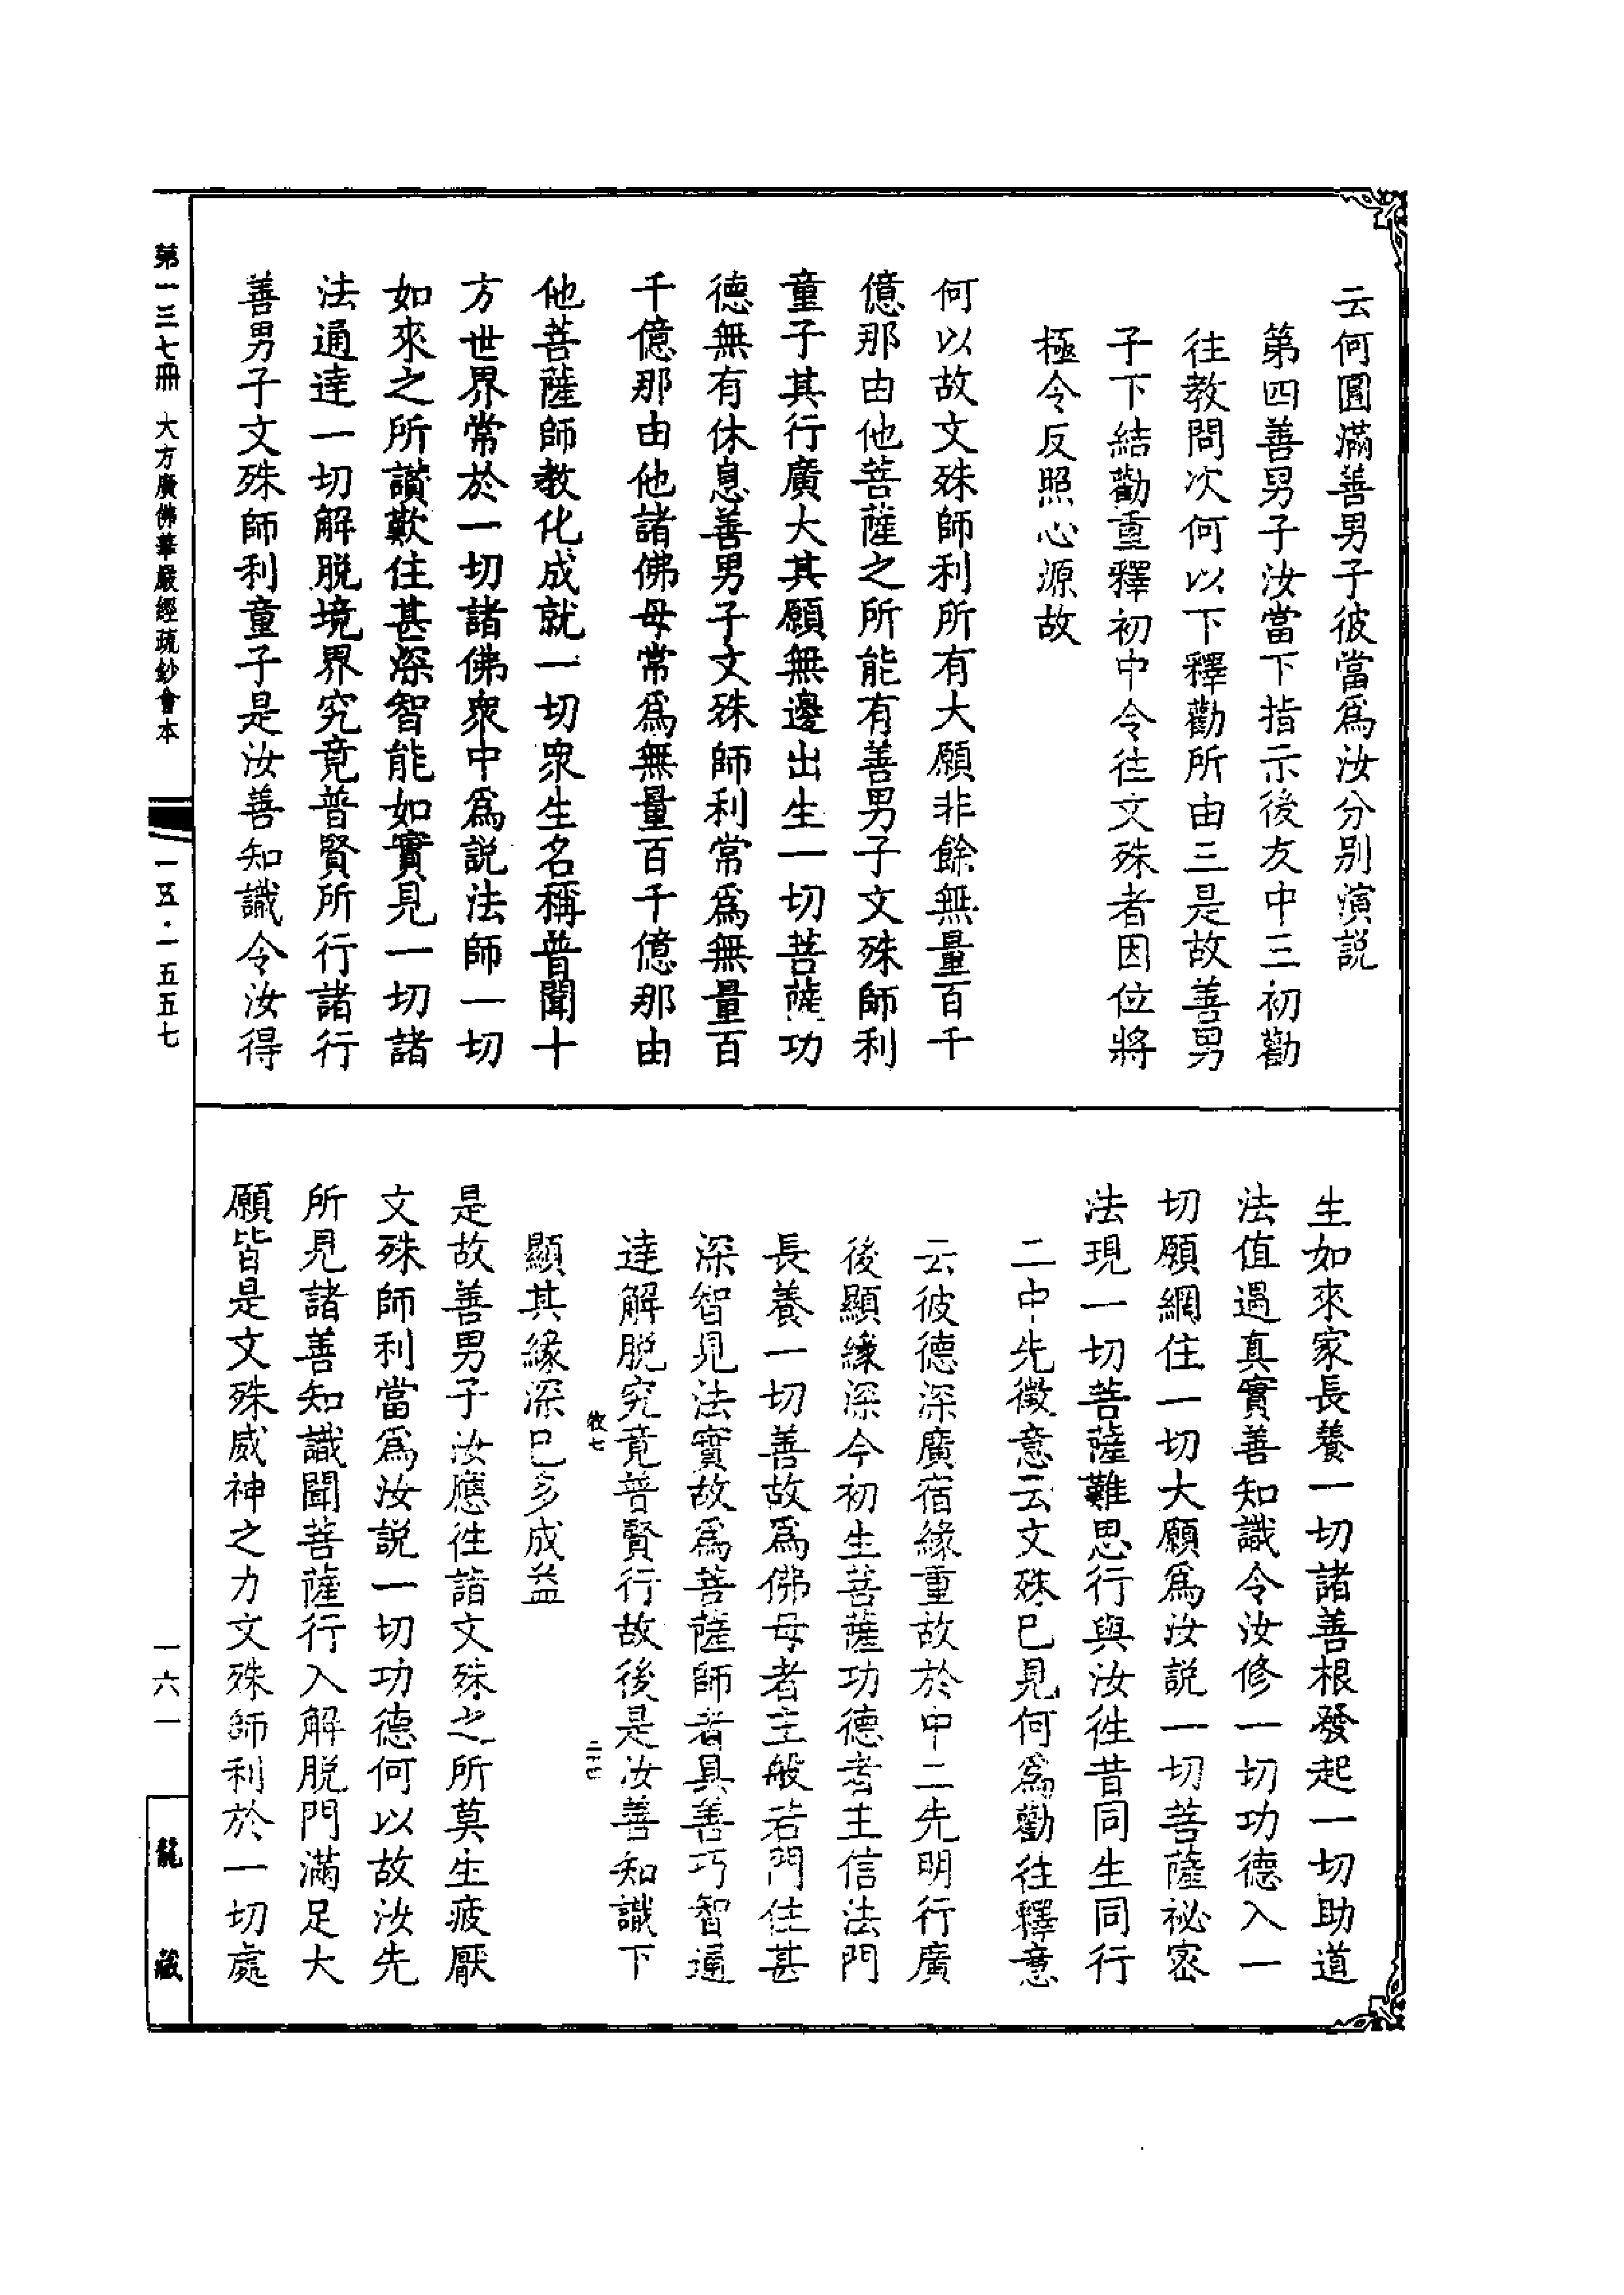 云何圓滿善男子彼當爲汝分別演説
第四善男子汝當下指示後友中三初勸
往教問次何以下釋勸所由三是故善男
子下結勸重釋初中令往文殊者因位將
極令反照心源故
何以故文殊師利所有大願非餘無量百千
億那由他菩薩之所能有善男子文殊師利
童子其行廣大其願無邊出生一切菩薩功
德無有休息善男子文殊師利常爲無量百
千億那由他諸佛母常爲無量百千億那由
他菩薩師教化成就一切衆生名稱普聞十
方世界常於一切諸佛衆中爲説法師一切
如來之所讃歎住甚深智能如實見一切諸
法通達一切解脱境界究竟普賢所行諸行
善男子文殊師利童子是汝善知識令汝得
生如來家長養一切諸善根發起一切助道
法值遇真實善知識令汝修一切功德入一
切願網住一切大願爲汝説一切菩薩祕密
法現一切菩薩難思行與汝徃昔同生同行
二中先徵意云文殊已見何爲勸往釋意
云彼德深廣宿緣重故於中二先明行廣
後顯緣深今初生菩薩功德者主信法門
長養一切善故爲佛母者主般若門住甚
深智見法實故爲菩薩師者具善巧智通
達解脱究竟普賢行故後是汝善知識下
牧七
二十七
顯其緣深已多成益
是故善男子汝應徃詣文殊之所莫生疲厭
文殊師利當爲汝説一切功德何以故汝先
所見諸善知識聞菩薩行入解脱門滿足大
願皆是文殊威神之力文殊師利於一切處
第一三七冊 大方廣佛華嚴經疏鈔會本
一五·一五五七
一六一
龍藏